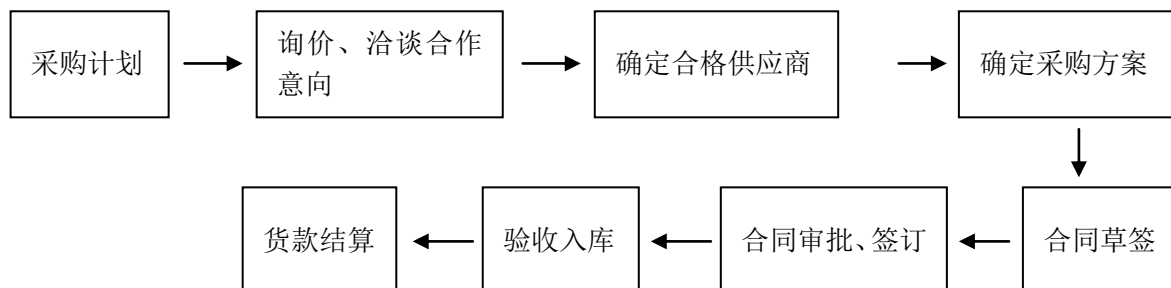 采购计划
询价、洽谈合作
意向
确定合格供应商
确定采购方案
合同草签
合同审批、签订
验收入库
货款结算